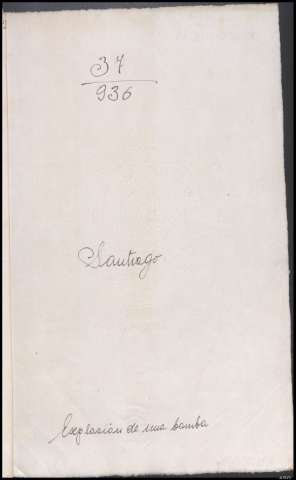 37
936
Santiago
Explosión de una bomba